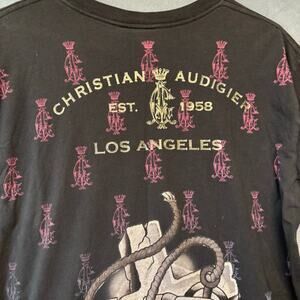 CHRISTIAN AUDIGIER
EST. 1958
LOS ANGELES